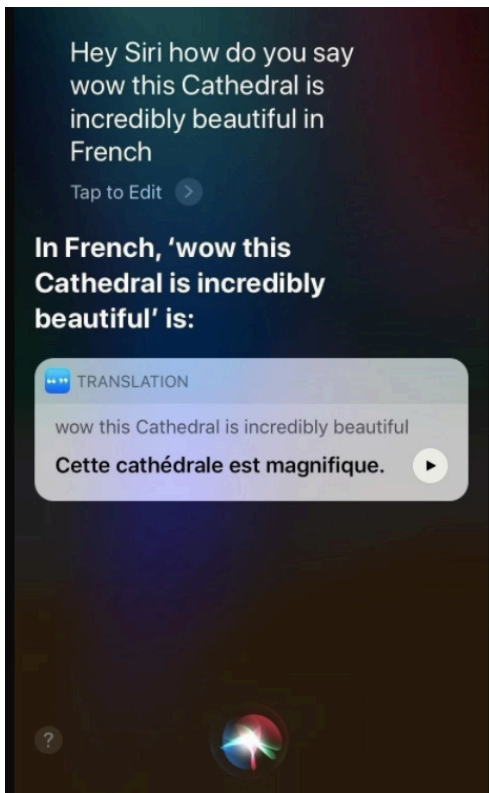 Hey Siri how do you say
wow this Cathedral is
incredibly beautiful in
French
Tap to Edit >
In French, ‘wow this
Cathedral is incredibly
beautiful’ is:
“ ” TRANSLATION
wow this Cathedral is incredibly beautiful
Cette cathédrale est magnifique.
?